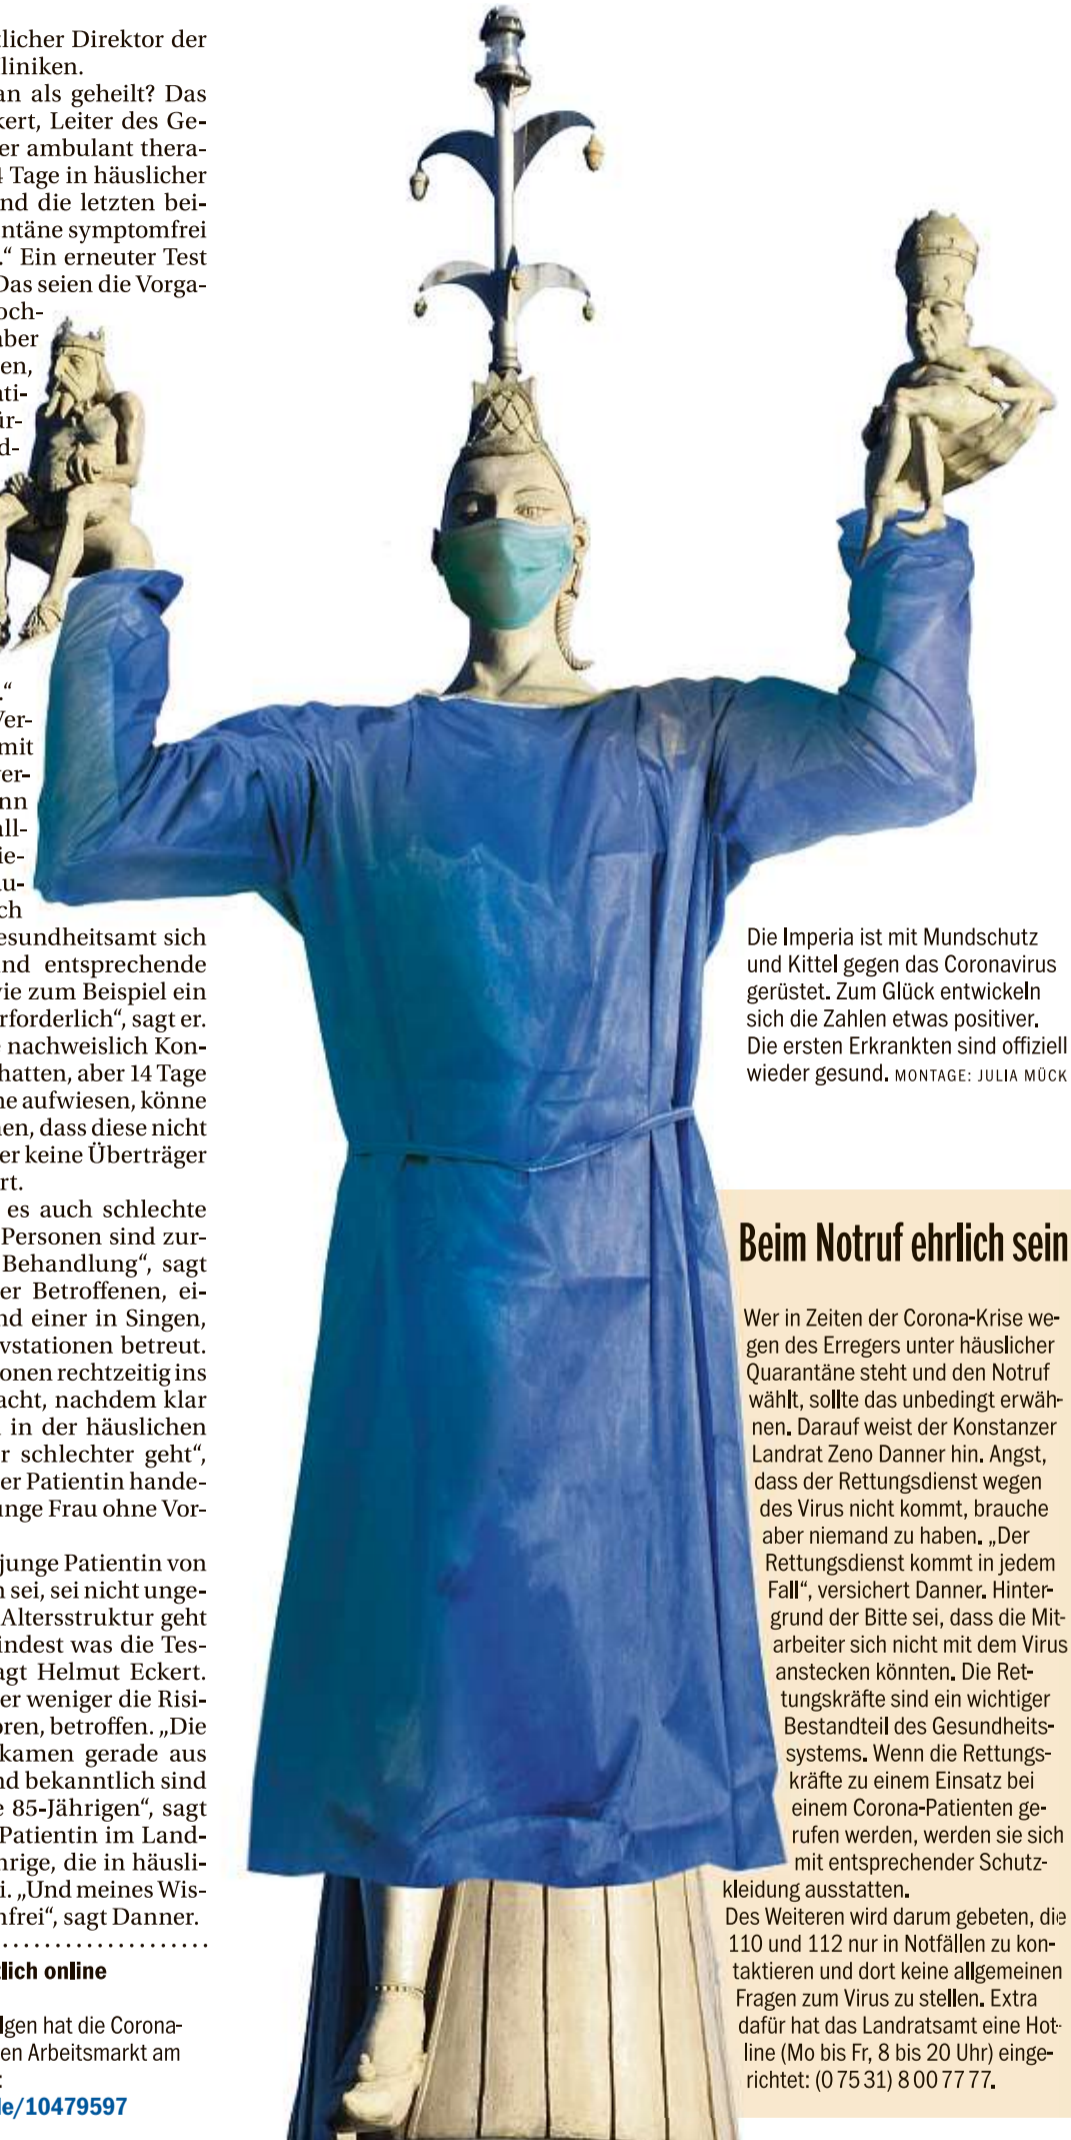 tlicher Direktor der
liniken.
an als geheilt? Das
kert, Leiter des Ge-
er ambulant thera-
4 Tage in häuslicher
nd die letzten bei-
ntäne symptomfrei
.“ Ein erneuter Test
Das seien die Vorga-
och-
aber
en,
ati-
ür-
d-
.“
Ver-
mit
ver-
nn
all-
ie-
au-
ch
esundheitsamt sich
nd entsprechende
vie zum Beispiel ein
rforderlich“, sagt er.
nachweislich Kon-
hatten, aber 14 Tage
ne aufwiesen, könne
nen, dass diese nicht
er keine Überträger
rt.
es auch schlechte
Personen sind zur-
Behandlung“, sagt
er Betroffenen, ei-
nd einer in Singen,
vstationen betreut.
onen rechtzeitig ins
acht, nachdem klar
in der häuslichen
r schlechter geht“,
er Patientin hande-
unge Frau ohne Vor-
junge Patientin von
n sei, sei nicht unge-
Altersstruktur geht
indest was die Tes-
agt Helmut Eckert.
er weniger die Risi-
oren, betroffen. „Die
kamen gerade aus
nd bekanntlich sind
e 85-Jährigen“, sagt
Patientin im Land-
hrige, die in häusli-
i. „Und meines Wis-
nfrei“, sagt Danner.
tlich online
lgen hat die Corona-
en Arbeitsmarkt am
:
de/10479597
Die Imperia ist mit Mundschutz
und Kittel gegen das Coronavirus
gerüstet. Zum Glück entwickeln
sich die Zahlen etwas positiver.
Die ersten Erkrankten sind offiziell
wieder gesund. MONTAGE: JULIA MÜCK
Beim Notruf ehrlich sein
Wer in Zeiten der Corona-Krise we-
gen des Erregers unter häuslicher
Quarantäne steht und den Notruf
wählt, sollte das unbedingt erwäh-
nen. Darauf weist der Konstanzer
Landrat Zeno Danner hin. Angst,
dass der Rettungsdienst wegen
des Virus nicht kommt, brauche
aber niemand zu haben. „Der
Rettungsdienst kommt in jedem
Fall“, versichert Danner. Hinter-
grund der Bitte sei, dass die Mit-
arbeiter sich nicht mit dem Virus
anstecken könnten. Die Ret-
tungskräfte sind ein wichtiger
Bestandteil des Gesundheits-
systems. Wenn die Rettungs-
kräfte zu einem Einsatz bei
einem Corona-Patienten ge-
rufen werden, werden sie sich
mit entsprechender Schutz-
kleidung ausstatten.
Des Weiteren wird darum gebeten, die
110 und 112 nur in Notfällen zu kon-
taktieren und dort keine allgemeinen
Fragen zum Virus zu stellen. Extra
dafür hat das Landratsamt eine Hot-
line (Mo bis Fr, 8 bis 20 Uhr) einge-
richtet: (0 75 31) 8 00 77 77.